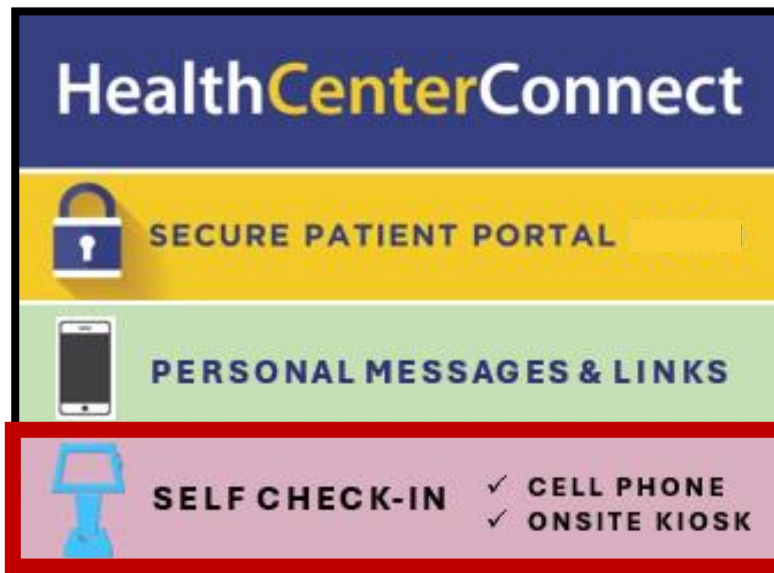 HealthCenterConnect
SECURE PATIENT PORTAL
PERSONAL MESSAGES & LINKS
SELF CHECK-IN
✓ CELL PHONE
✓ ONSITE KIOSK